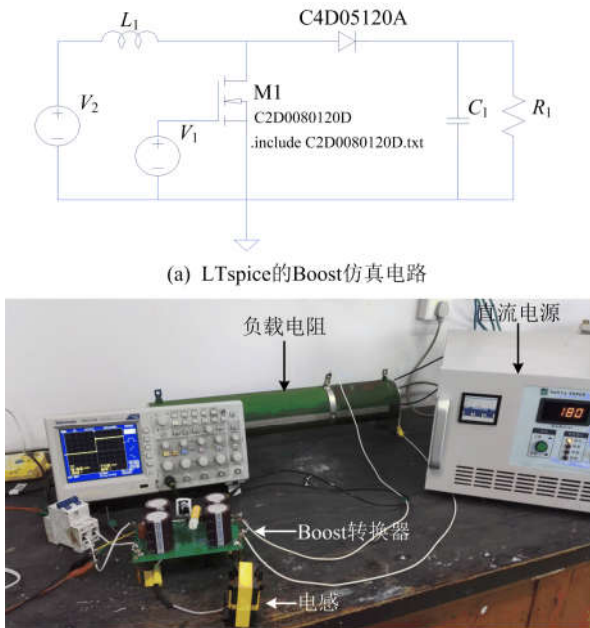 L₁
C4D05120A
V₂
V₁
M1
C2D0080120D
.include C2D0080120D.txt
C₁
R₁
(a) LTspice的Boost仿真电路
负载电阻
直流电源
180
Boost转换器
电感